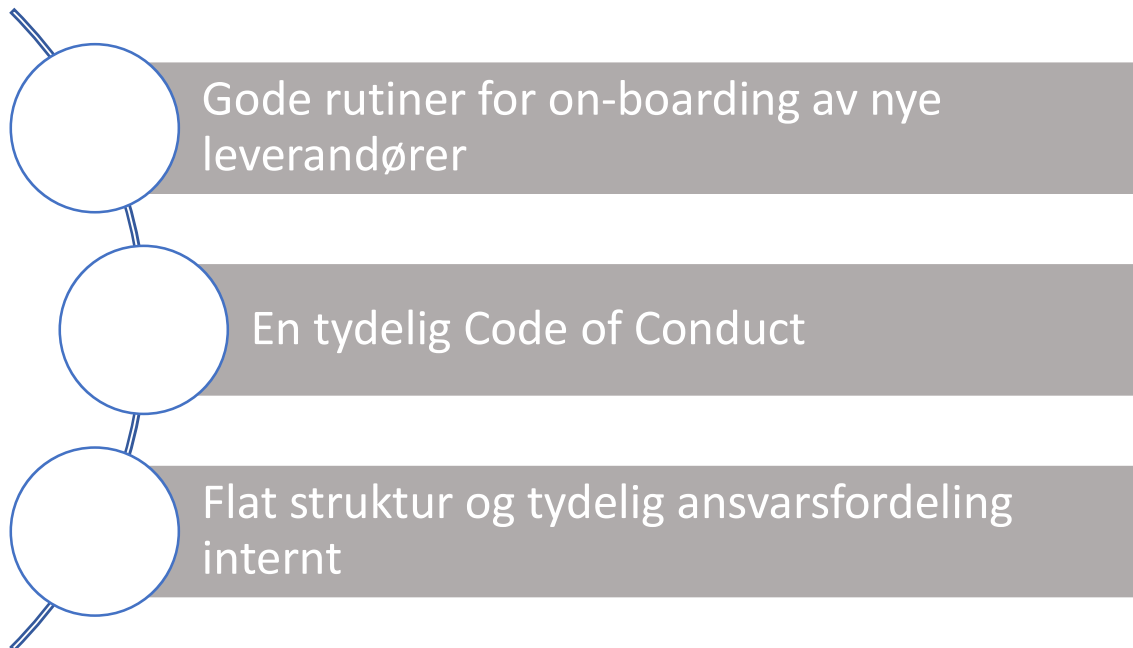 Gode rutiner for on-boarding av nye
leverandører
En tydelig Code of Conduct
Flat struktur og tydelig ansvarsfordeling
internt